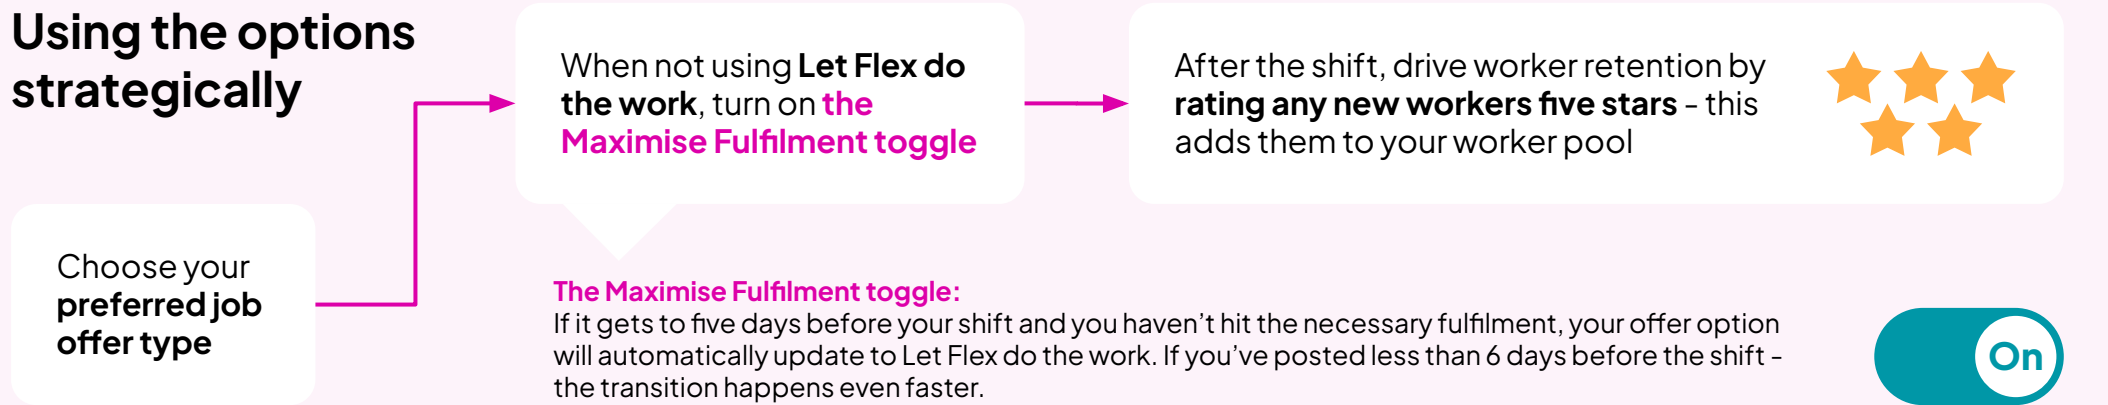 Using the options
strategically
Choose your
preferred job
offer type
When not using Let Flex do
the work, turn on the
Maximise Fulfilment toggle
After the shift, drive worker retention by
rating any new workers five stars - this
adds them to your worker pool
The Maximise Fulfilment toggle:
If it gets to five days before your shift and you haven't hit the necessary fulfilment, your offer option
will automatically update to Let Flex do the work. If you've posted less than 6 days before the shift -
the transition happens even faster.
On